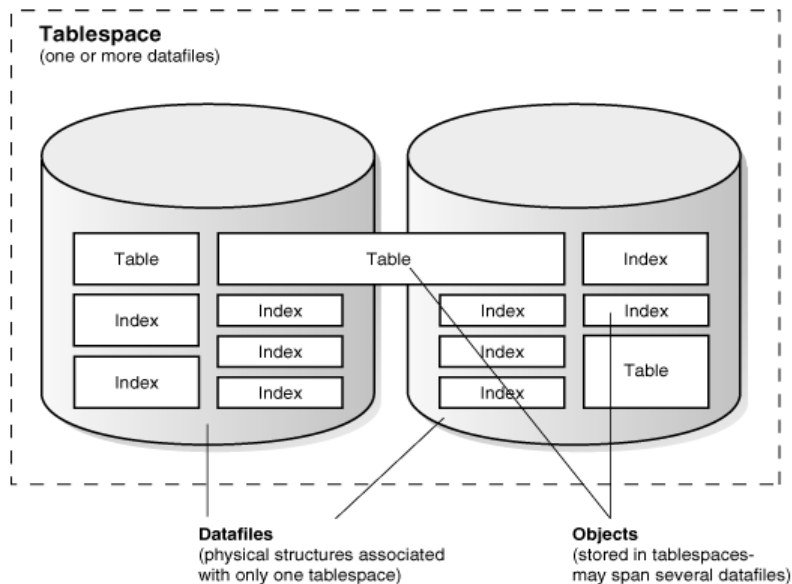 Tablespace
(one or more datafiles)
Table
Table
Index
Index
Index
Index
Index
Index
Index
Index
Table
Index
Index
Datafiles
(physical structures associated
with only one tablespace)
Objects
(stored in tablespaces-
may span several datafiles)